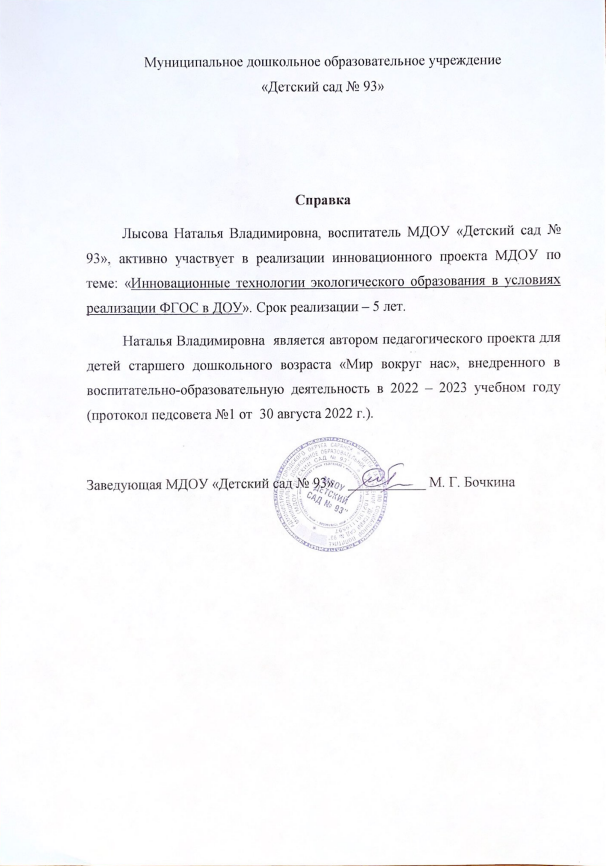 Муниципальное дошкольное образовательное учреждение
«Детский сад № 93»
Справка
Лысова Наталья Владимировна, воспитатель МДОУ «Детский сад №
93», активно участвует в реализации инновационного проекта МДОУ по
теме: «Инновационные технологии экологического образования в условиях
реализации ФГОС в ДОУ». Срок реализации – 5 лет.
Наталья Владимировна является автором педагогического проекта для
детей старшего дошкольного возраста «Мир вокруг нас», внедренного в
воспитательно-образовательную деятельность в 2022 – 2023 учебном году
(протокол педсовета №1 от 30 августа 2022 г.).
Заведующая МДОУ «Детский сад № 93» ___________ М. Г. Бочкина
МДОУ
"ДЕТСКИЙ
САД № 93"